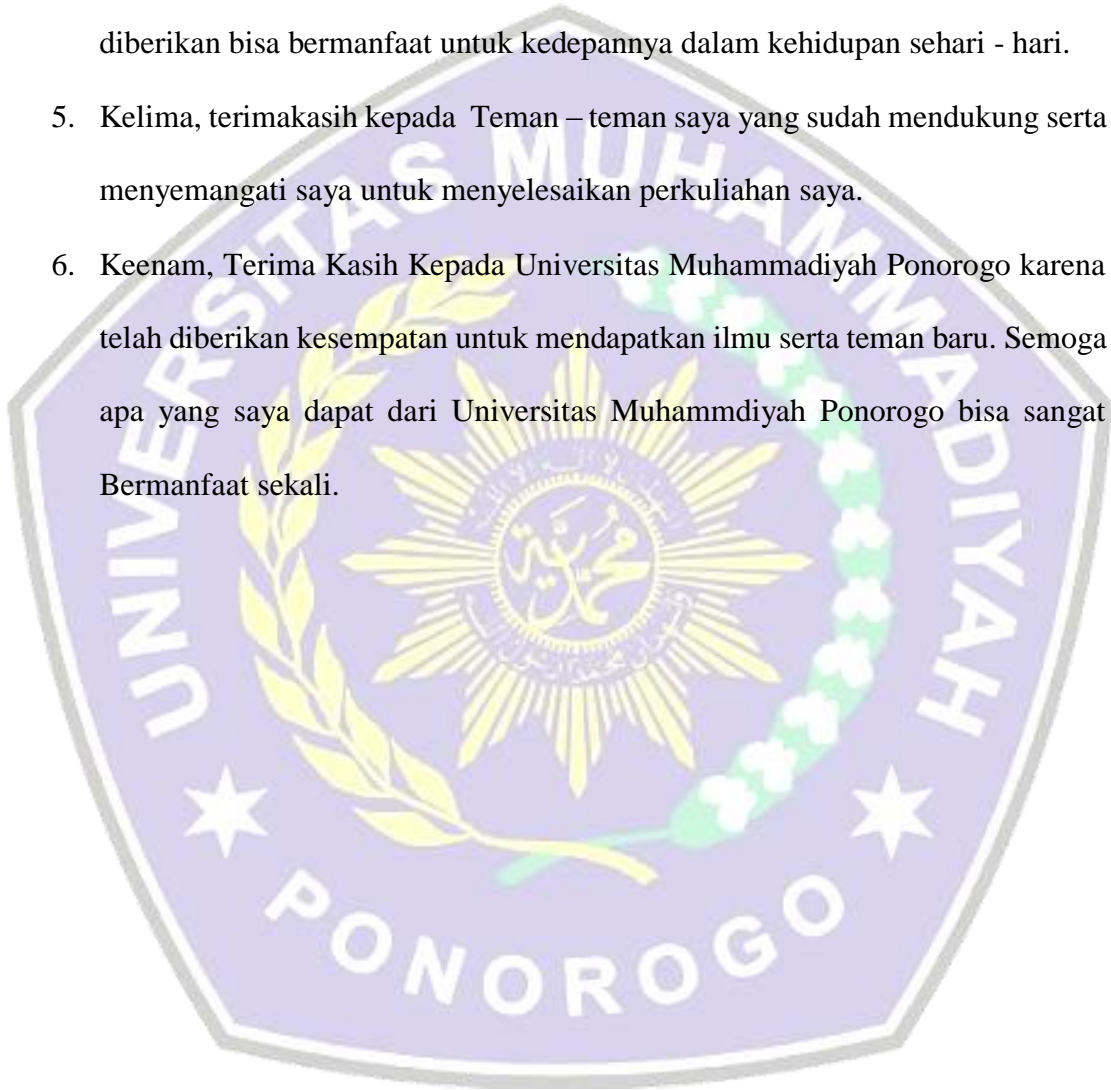 diberikan bisa bermanfaat untuk kedepannya dalam kehidupan sehari - hari.
5. Kelima, terimakasih kepada Teman – teman saya yang sudah mendukung serta
menyemangati saya untuk menyelesaikan perkuliahan saya.
6. Keenam, Terima Kasih Kepada Universitas Muhammadiyah Ponorogo karena
telah diberikan kesempatan untuk mendapatkan ilmu serta teman baru. Semoga
apa yang saya dapat dari Universitas Muhammdiyah Ponorogo bisa sangat
Bermanfaat sekali.
UNIVERSITAS MUHAMMADIYAH
محمدية
PONOROGO